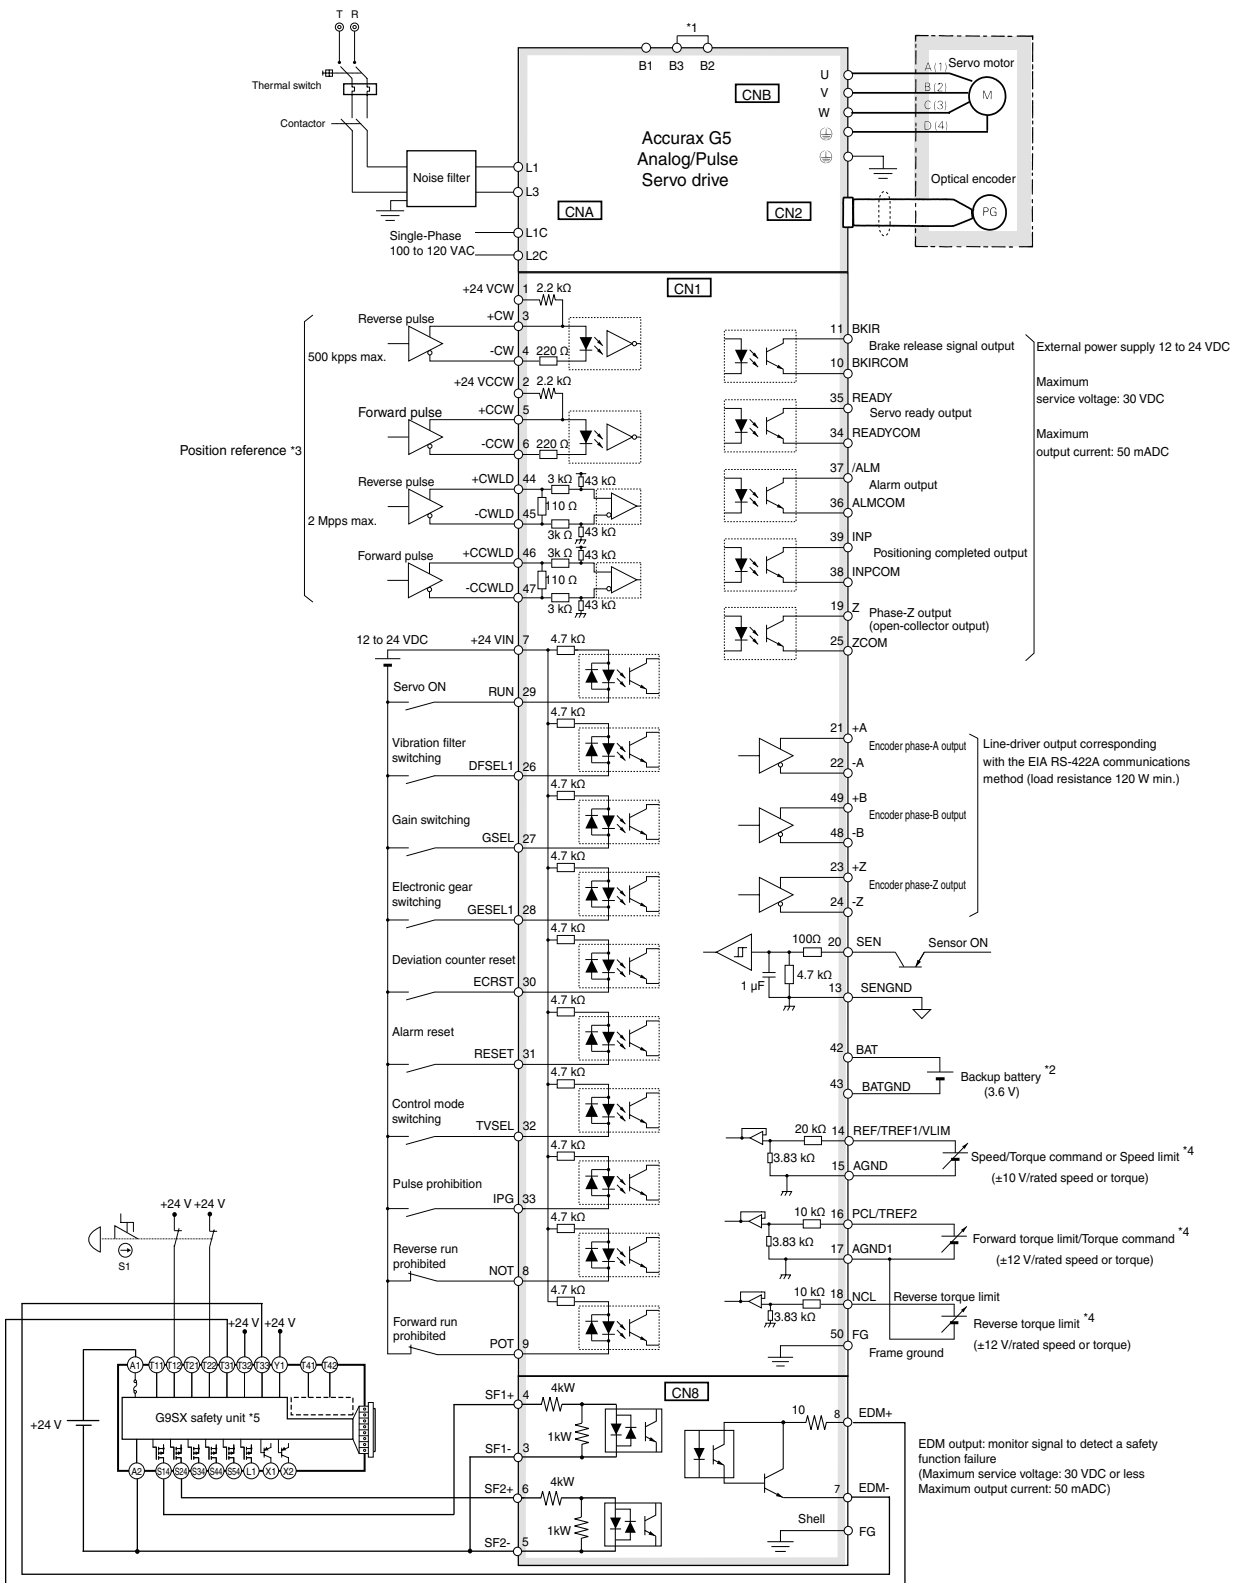 T R
*1
B1 B3 B2
Thermal switch
Contactor
Noise filter
L1
L3
CNA
Single-Phase
100 to 120 VAC
L1C
L2C
CNB
Accurax G5
Analog/Pulse
Servo drive
CN2
U
V
W
A (1)
B (2)
C (3)
D (4)
Servo motor
M
Optical encoder
PG
CN1
+24 VCW 1 2.2 kΩ
Reverse pulse
+CW 3
500 kpps max.
-CW 4 220 Ω
+24 VCCW 2 2.2 kΩ
Forward pulse
+CCW 5
-CCW 6 220 Ω
Position reference *3
Reverse pulse
+CWLD 44 3 kΩ 43 kΩ
110 Ω
2 Mpps max.
-CWLD 45 3k Ω 43 kΩ
Forward pulse
+CCWLD 46 3k Ω 43 kΩ
110 Ω
-CCWLD 47 3 kΩ 43 kΩ
12 to 24 VDC
+24 VIN 7 4.7 kΩ
Servo ON
RUN 29
4.7 kΩ
Vibration filter
switching
DFSEL1 26
4.7 kΩ
Gain switching
GSEL 27
4.7 kΩ
Electronic gear
switching
GESEL1 28
4.7 kΩ
Deviation counter reset
ECRST 30
4.7 kΩ
Alarm reset
RESET 31
4.7 kΩ
Control mode
switching
TVSEL 32
4.7 kΩ
Pulse prohibition
IPG 33
4.7 kΩ
Reverse run
prohibited
NOT 8
4.7 kΩ
Forward run
prohibited
POT 9
11 BKIR
Brake release signal output
10 BKIRCOM
35 READY
Servo ready output
34 READYCOM
37 /ALM
Alarm output
36 ALMCOM
39 INP
Positioning completed output
38 INPCOM
19 Z
Phase-Z output
(open-collector output)
25 ZCOM
External power supply 12 to 24 VDC
Maximum
service voltage: 30 VDC
Maximum
output current: 50 mADC
21 +A
Encoder phase-A output
22 -A
49 +B
Encoder phase-B output
48 -B
23 +Z
Encoder phase-Z output
24 -Z
Line-driver output corresponding
with the EIA RS-422A communications
method (load resistance 120 W min.)
100Ω 20 SEN Sensor ON
4.7 kΩ
1 µF
13 SENGND
42 BAT
Backup battery *2
(3.6 V)
43 BATGND
20 kΩ 14 REF/TREF1/VLIM
3.83 kΩ
15 AGND
Speed/Torque command or Speed limit *4
(±10 V/rated speed or torque)
10 kΩ 16 PCL/TREF2
3.83 kΩ
17 AGND1
Forward torque limit/Torque command *4
(±12 V/rated speed or torque)
10 kΩ 18 NCL
Reverse torque limit
3.83 kΩ
Reverse torque limit *4
(±12 V/rated speed or torque)
50 FG
Frame ground
+24 V +24 V
S1
+24 V +24 V
A1 T11 T12 T21 T22 T31 T32 T33 Y1 T41 T42
G9SX safety unit *5
+24 V
A2 S14 S24 S34 S44 S54 L1 X1 X2
CN8
SF1+ 4 4kW
1kW
SF1- 3
SF2+ 6 4kW
1kW
SF2- 5
10 8 EDM+
7 EDM-
Shell
FG
EDM output: monitor signal to detect a safety
function failure
(Maximum service voltage: 30 VDC or less
Maximum output current: 50 mADC)